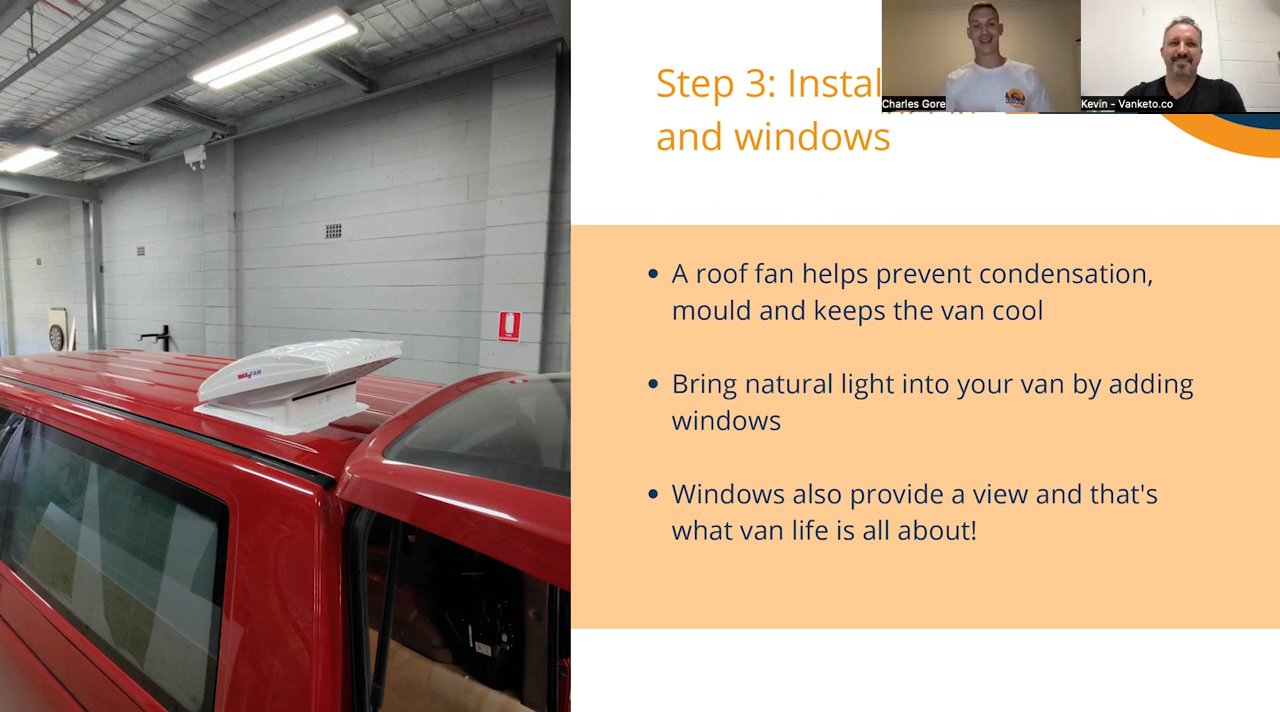 Step 3: Instal
and windows
Charles Gore
Kevin - Vanketo.co
A roof fan helps prevent condensation,
mould and keeps the van cool
Bring natural light into your van by adding
windows
Windows also provide a view and that's
what van life is all about!